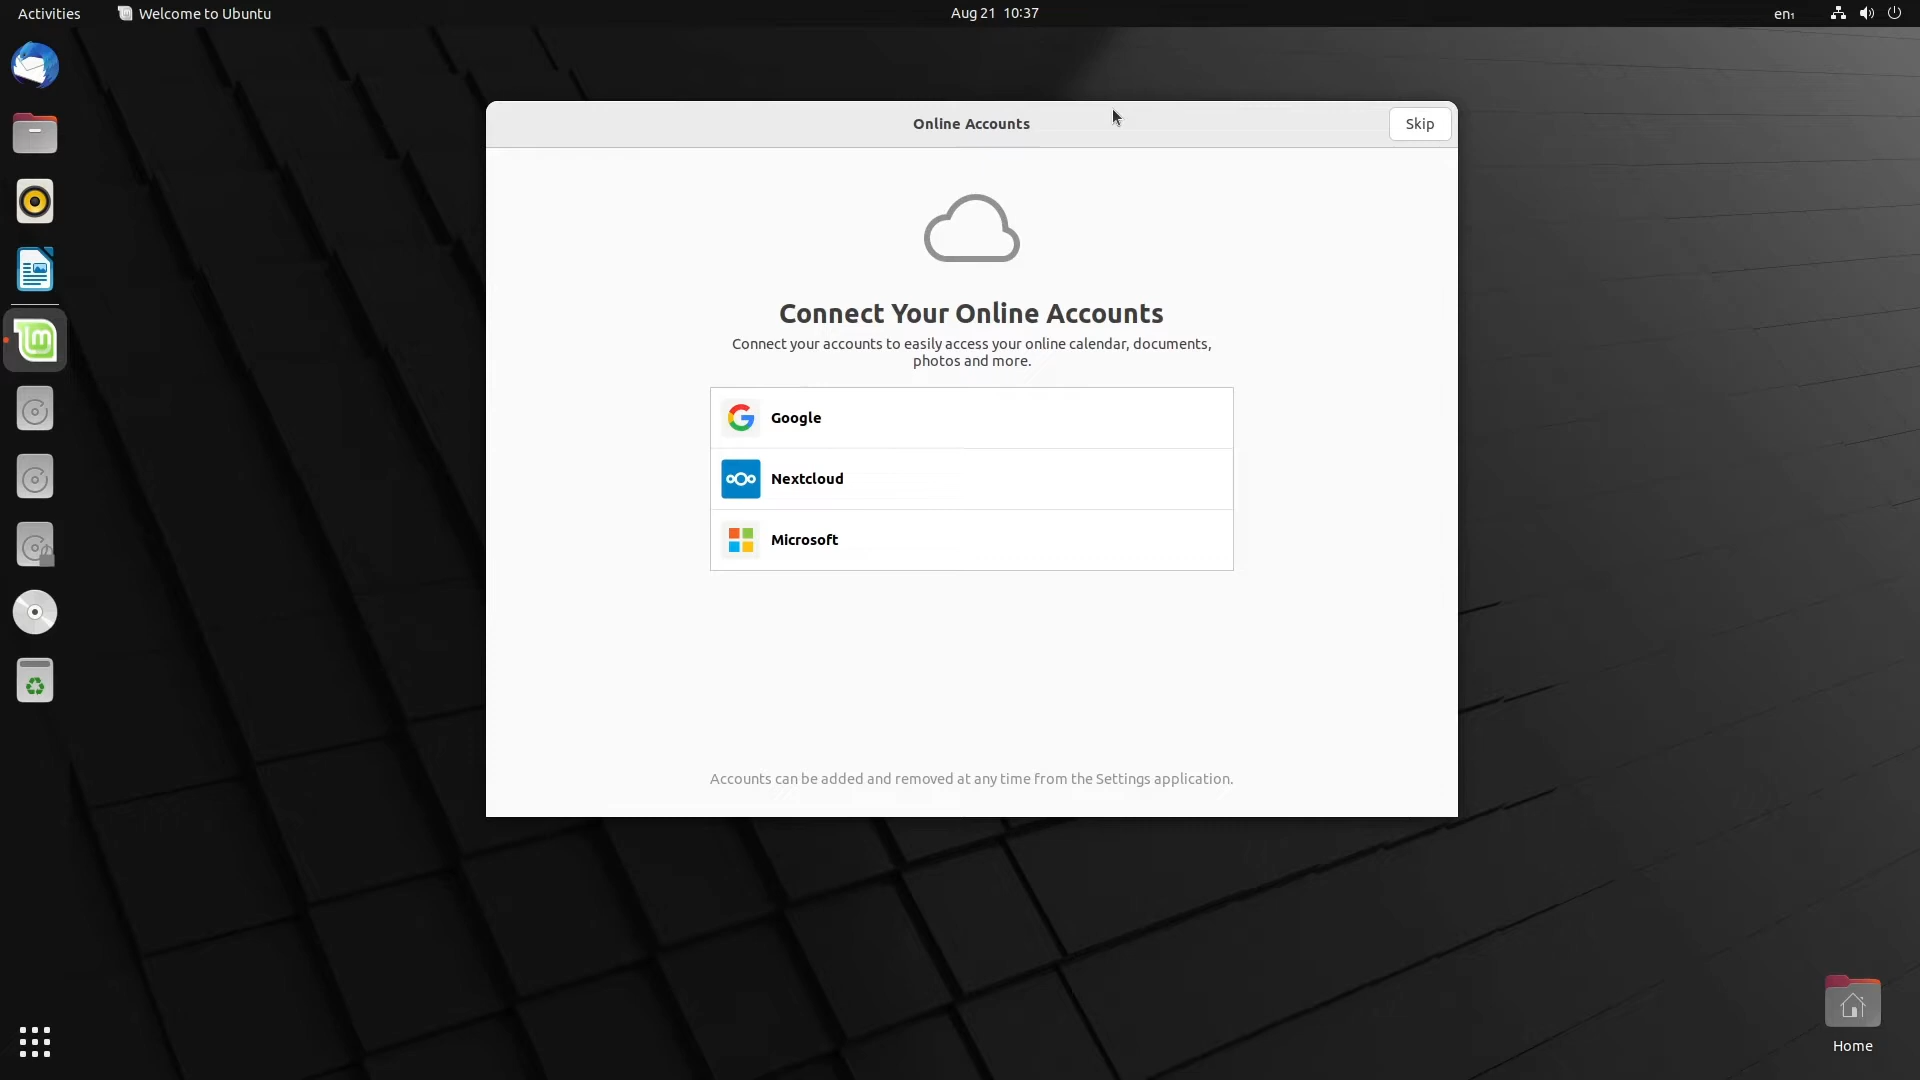 Activities
Welcome to Ubuntu
Aug 21 10:37
en₁
Online Accounts
Skip
Connect Your Online Accounts
Connect your accounts to easily access your online calendar, documents,
photos and more.
Google
Nextcloud
Microsoft
Accounts can be added and removed at any time from the Settings application.
Home